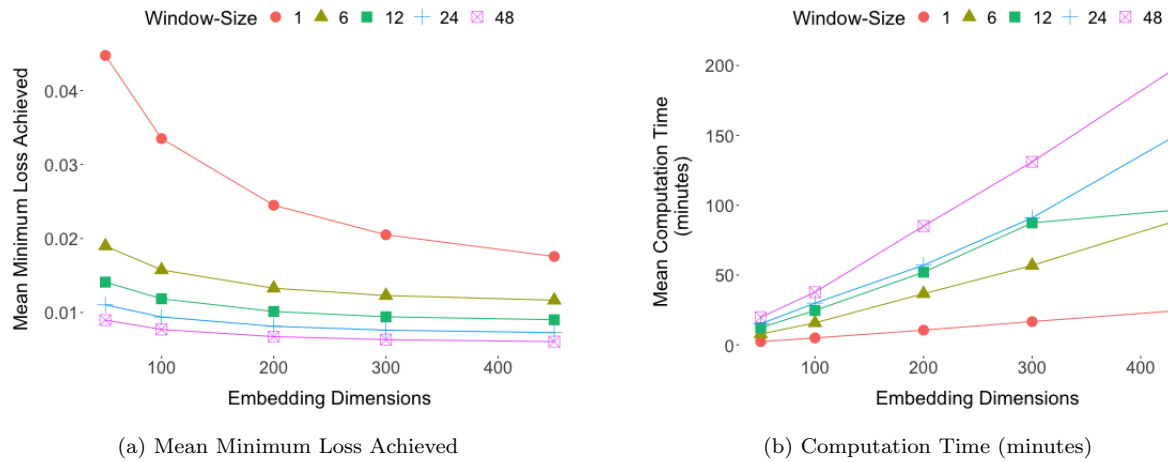 Window-Size 1 6 12 24 48
Mean Minimum Loss Achieved
0.04
0.03
0.02
0.01
100 200 300 400
Embedding Dimensions
(a) Mean Minimum Loss Achieved
Window-Size 1 6 12 24 48
Mean Computation Time
(minutes)
200
150
100
50
0
100 200 300 400
Embedding Dimensions
(b) Computation Time (minutes)